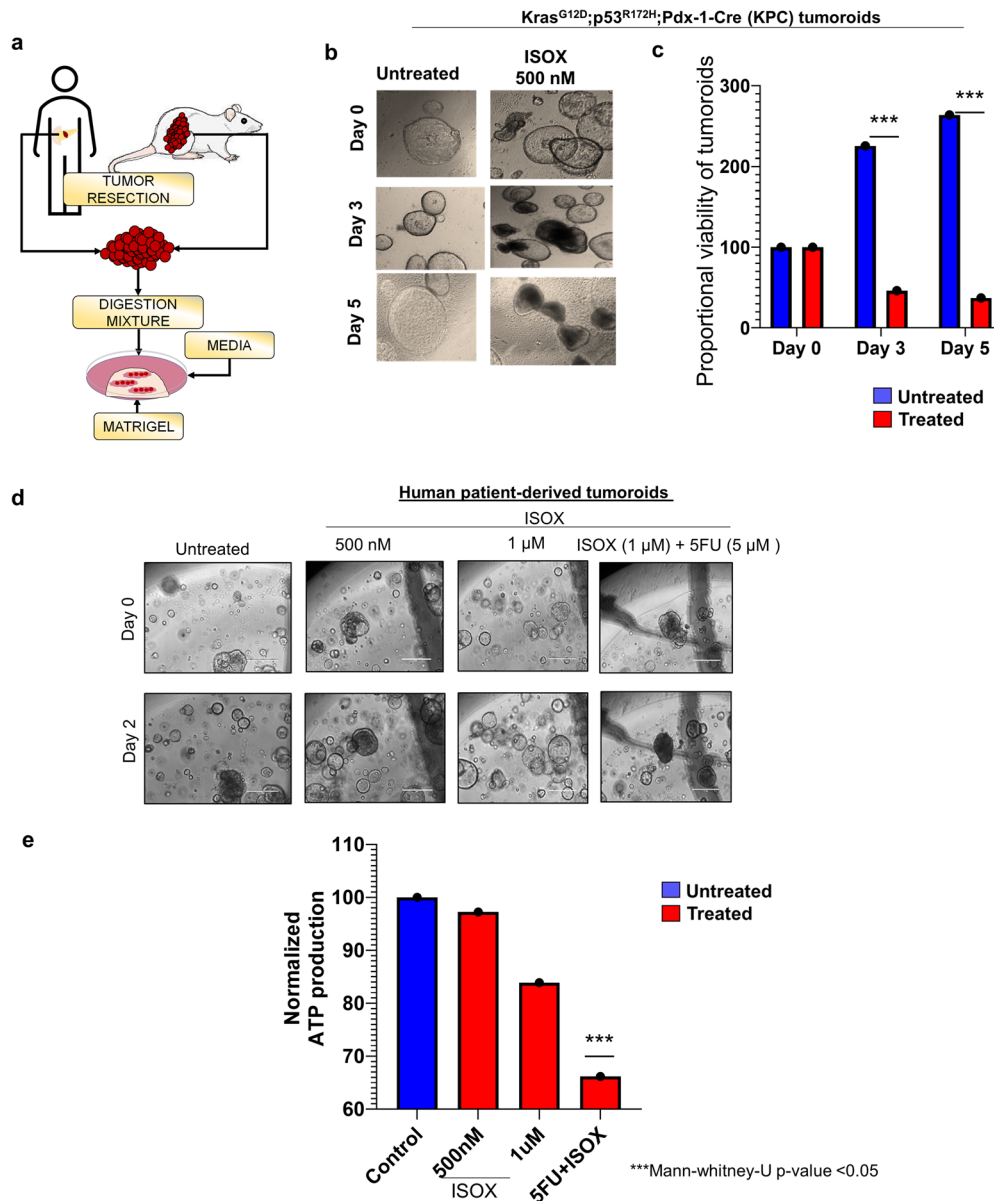 Kras^G12D;p53^R172H;Pdx-1-Cre (KPC) tumoroids
a
TUMOR
RESECTION
DIGESTION
MIXTURE
MEDIA
MATRIGEL
b
Untreated
ISOX
500 nM
Day 0
Day 3
Day 5
c
Proportional viability of tumoroids
300
200
100
0
***
***
Day 0
Day 3
Day 5
Untreated
Treated
d
Human patient-derived tumoroids
ISOX
Untreated
500 nM
1 µM
ISOX (1 µM) + 5FU (5 µM )
Day 0
Day 2
e
Normalized
ATP production
110
100
90
80
70
60
***
Control
500nM
1uM
5FU+ISOX
ISOX
Untreated
Treated
***Mann-whitney-U p-value <0.05